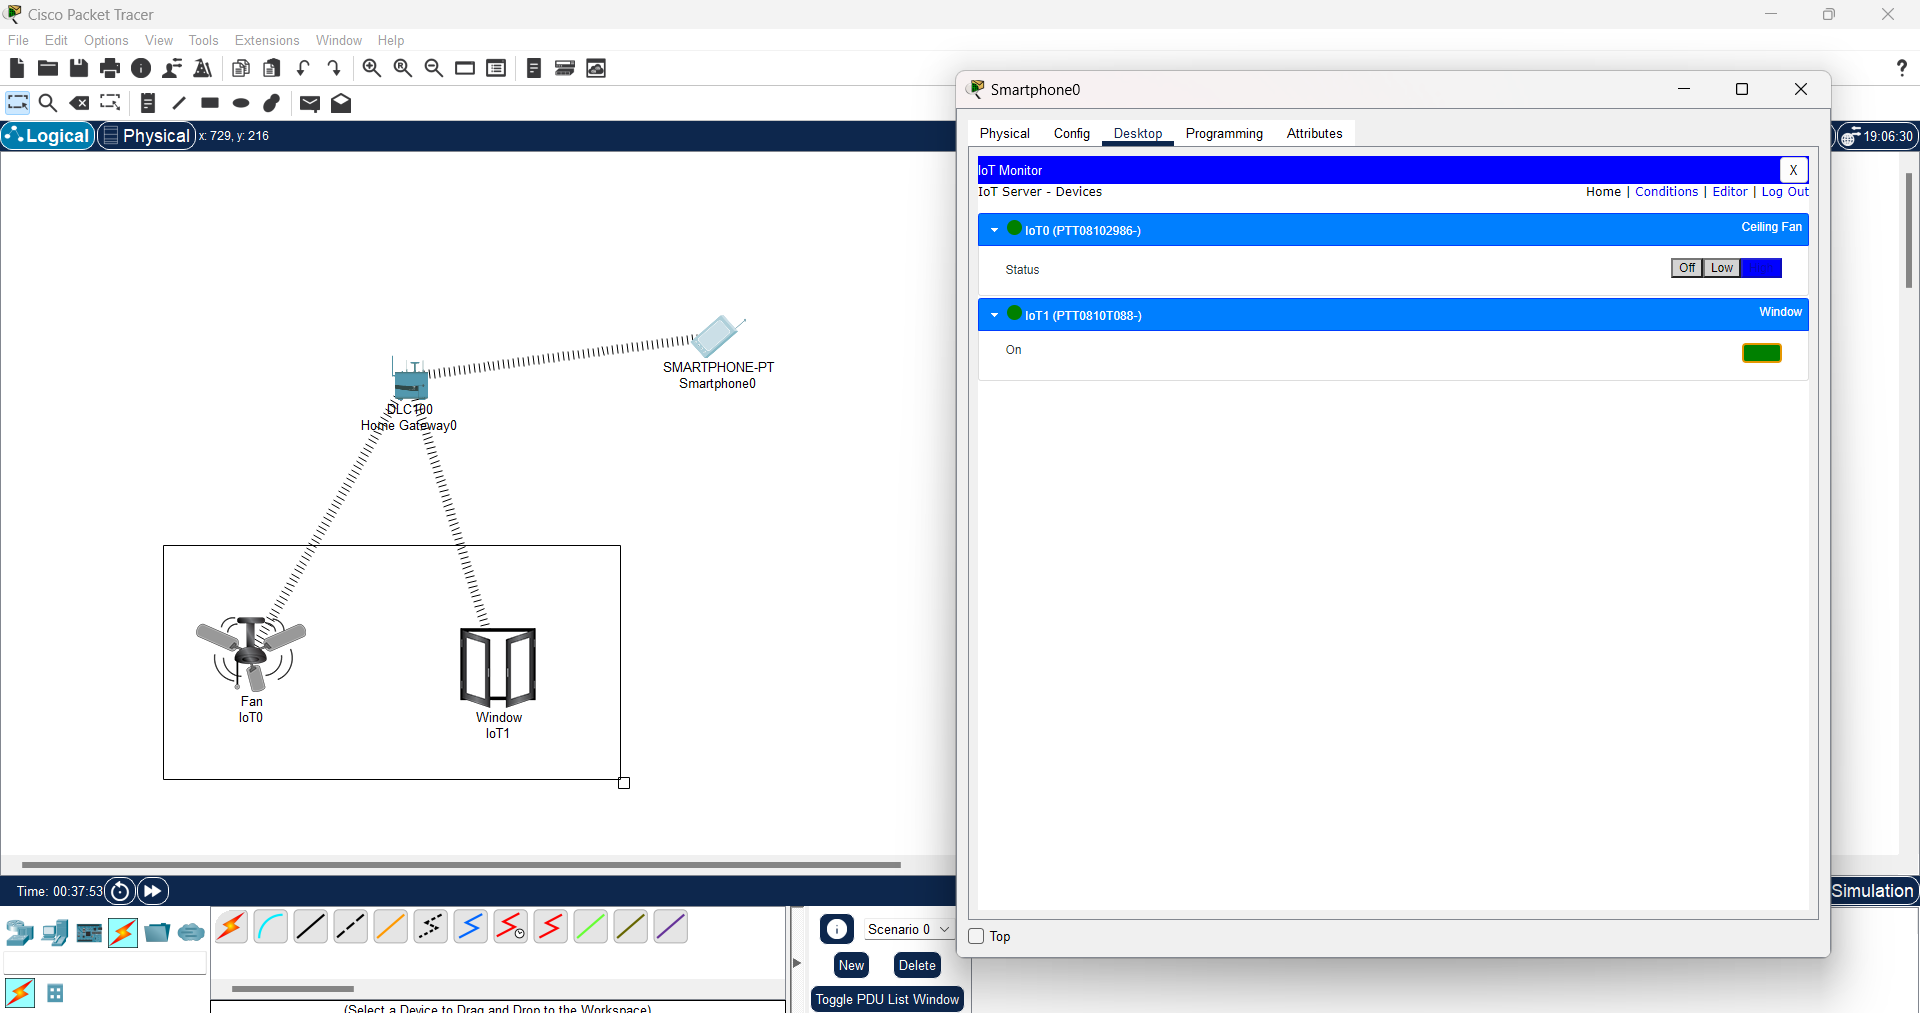 Cisco Packet Tracer
File Edit Options View Tools Extensions Window Help
Logical Physical x: 729, y: 216
19:06:30
SMARTPHONE-PT
Smartphone0
DLC100
Home Gateway0
Fan
IoT0
Window
IoT1
Time: 00:37:53
Simulation
Scenario 0
New Delete
Toggle PDU List Window
(Select a Device to Drag and Drop to the Workspace)
Smartphone0
Physical Config Desktop Programming Attributes
IoT Monitor X
IoT Server - Devices Home | Conditions | Editor | Log Out
IoT0 (PTT08102986-) Ceiling Fan
Status Off Low
IoT1 (PTT0810T088-) Window
On
Top